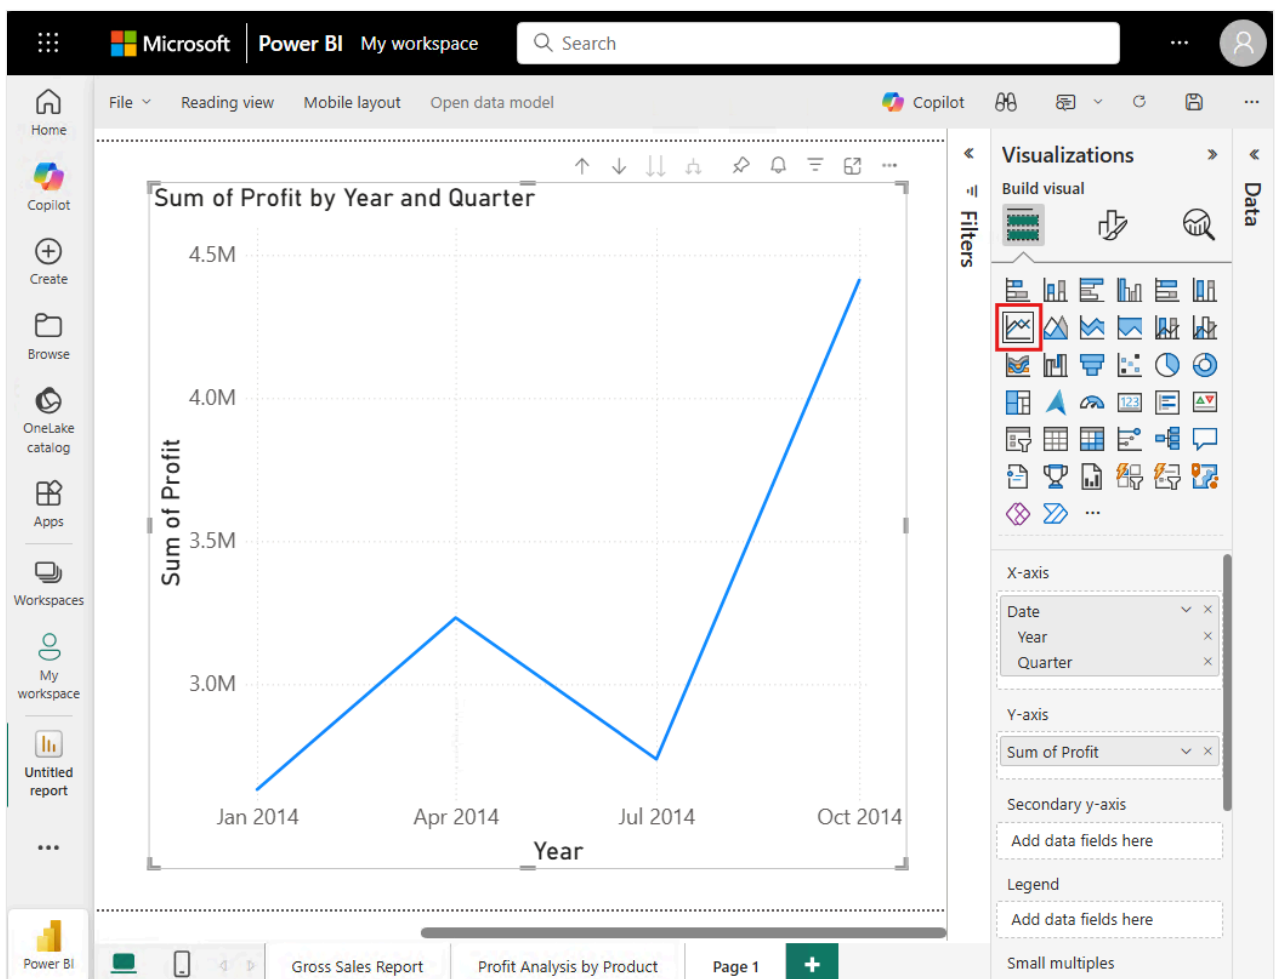 Microsoft Power BI My workspace Search
File Reading view Mobile layout Open data model Copilot
Home
Copilot
Create
Browse
OneLake
catalog
Apps
Workspaces
My
workspace
Untitled
report
Power BI
Sum of Profit by Year and Quarter
4.5M
4.0M
3.5M
3.0M
Sum of Profit
Jan 2014 Apr 2014 Jul 2014 Oct 2014
Year
Filters
Visualizations
Build visual
123
X-axis
Date
Year
Quarter
Y-axis
Sum of Profit
Secondary y-axis
Add data fields here
Legend
Add data fields here
Small multiples
Data
Gross Sales Report Profit Analysis by Product Page 1 +